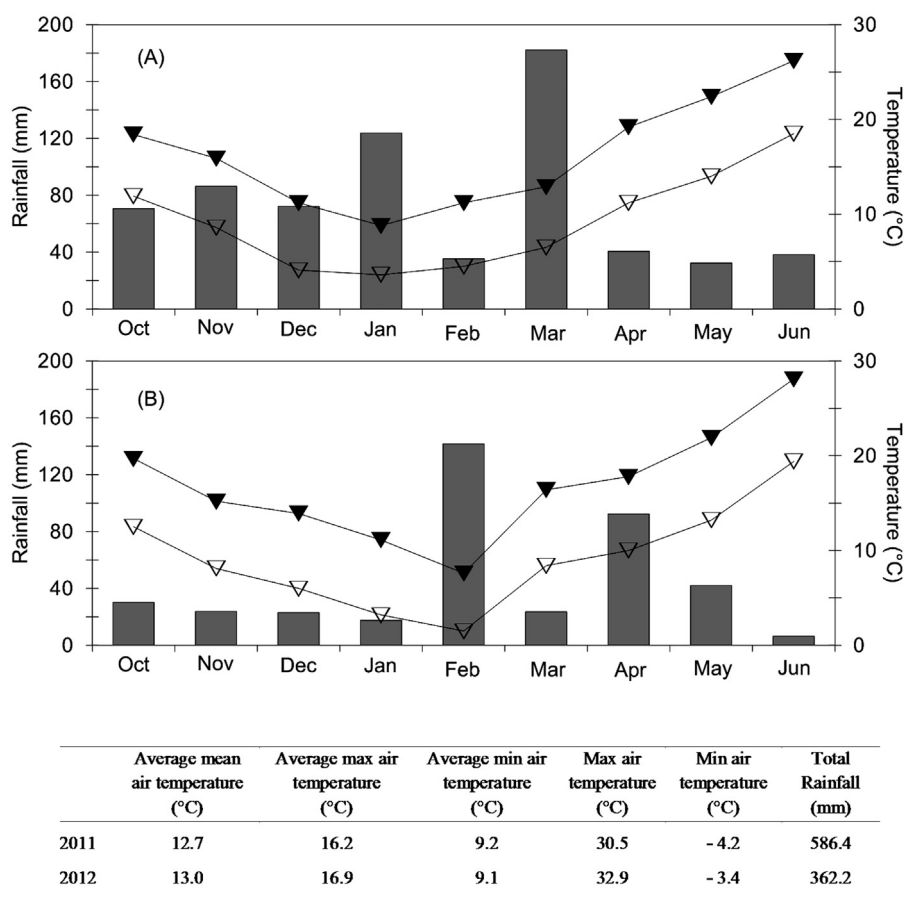 (A)
Rainfall (mm)
200
160
120
80
40
0
Temperature (°C)
30
20
10
0
Oct Nov Dec Jan Feb Mar Apr May Jun
(B)
Rainfall (mm)
200
160
120
80
40
0
Temperature (°C)
30
20
10
0
Oct Nov Dec Jan Feb Mar Apr May Jun
Average mean air temperature (°C) Average max air temperature (°C) Average min air temperature (°C) Max air temperature (°C) Min air temperature (°C) Total Rainfall (mm)
2011 12.7 16.2 9.2 30.5 – 4.2 586.4
2012 13.0 16.9 9.1 32.9 – 3.4 362.2